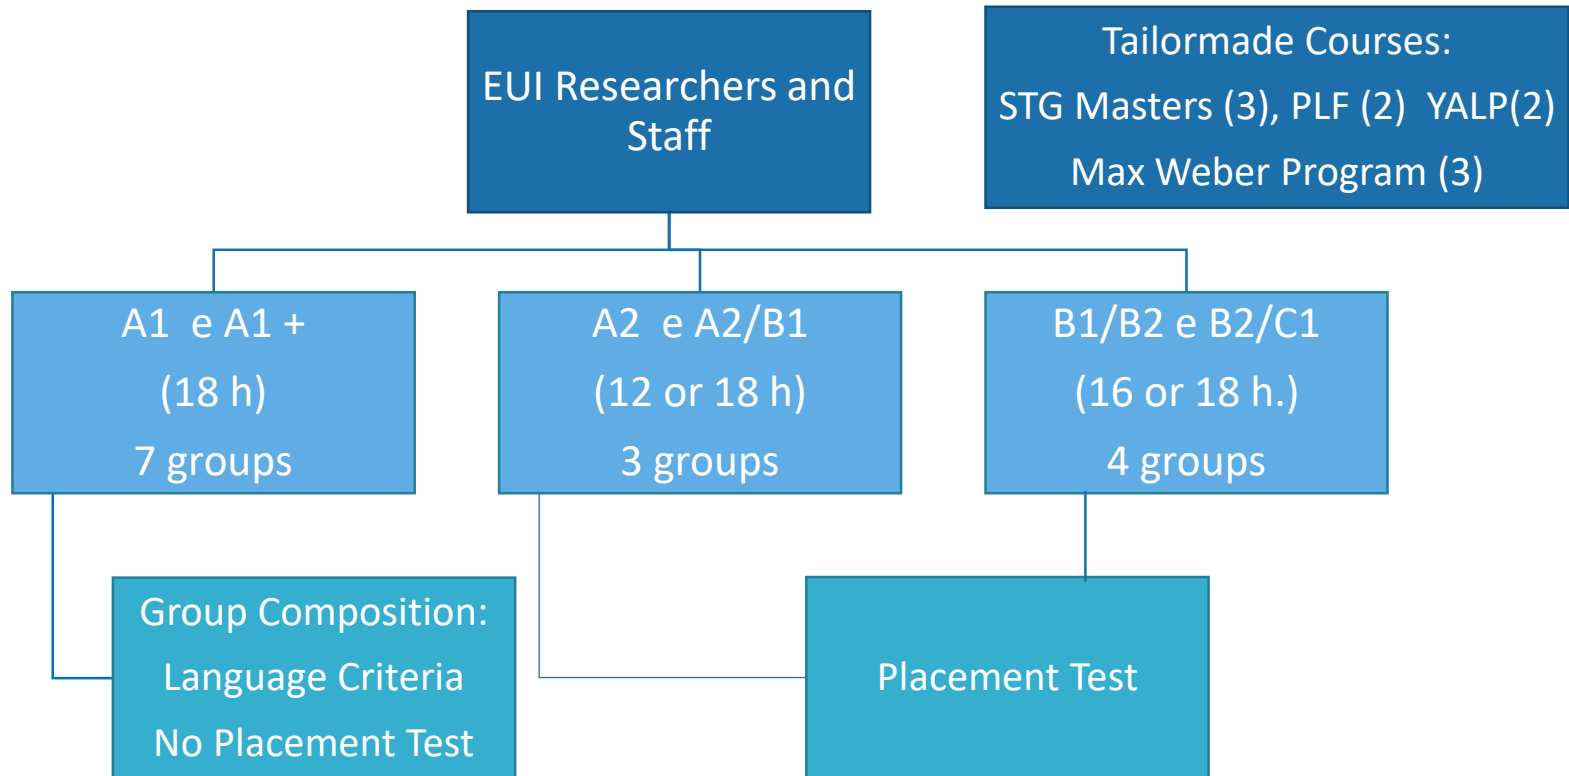 EUI Researchers and
Staff
Tailormade Courses:
STG Masters (3), PLF (2) YALP(2)
Max Weber Program (3)
A1 e A1 +
(18 h)
7 groups
A2 e A2/B1
(12 or 18 h)
3 groups
B1/B2 e B2/C1
(16 or 18 h.)
4 groups
Group Composition:
Language Criteria
No Placement Test
Placement Test